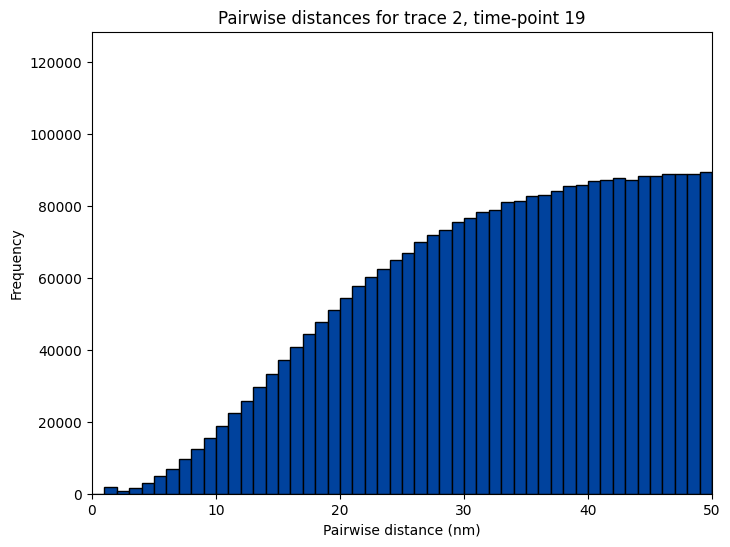 Pairwise distances for trace 2, time-point 19
120000
100000
80000
60000
40000
20000
0
Frequency
0 10 20 30 40 50
Pairwise distance (nm)